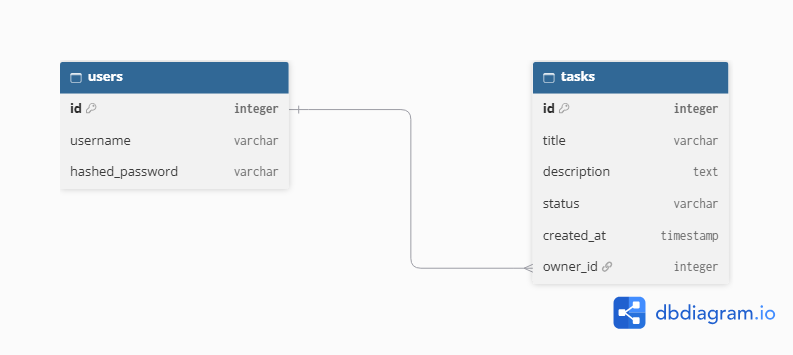 users
id integer
username varchar
hashed_password varchar
tasks
id integer
title varchar
description text
status varchar
created_at timestamp
owner_id integer
dbdiagram.io